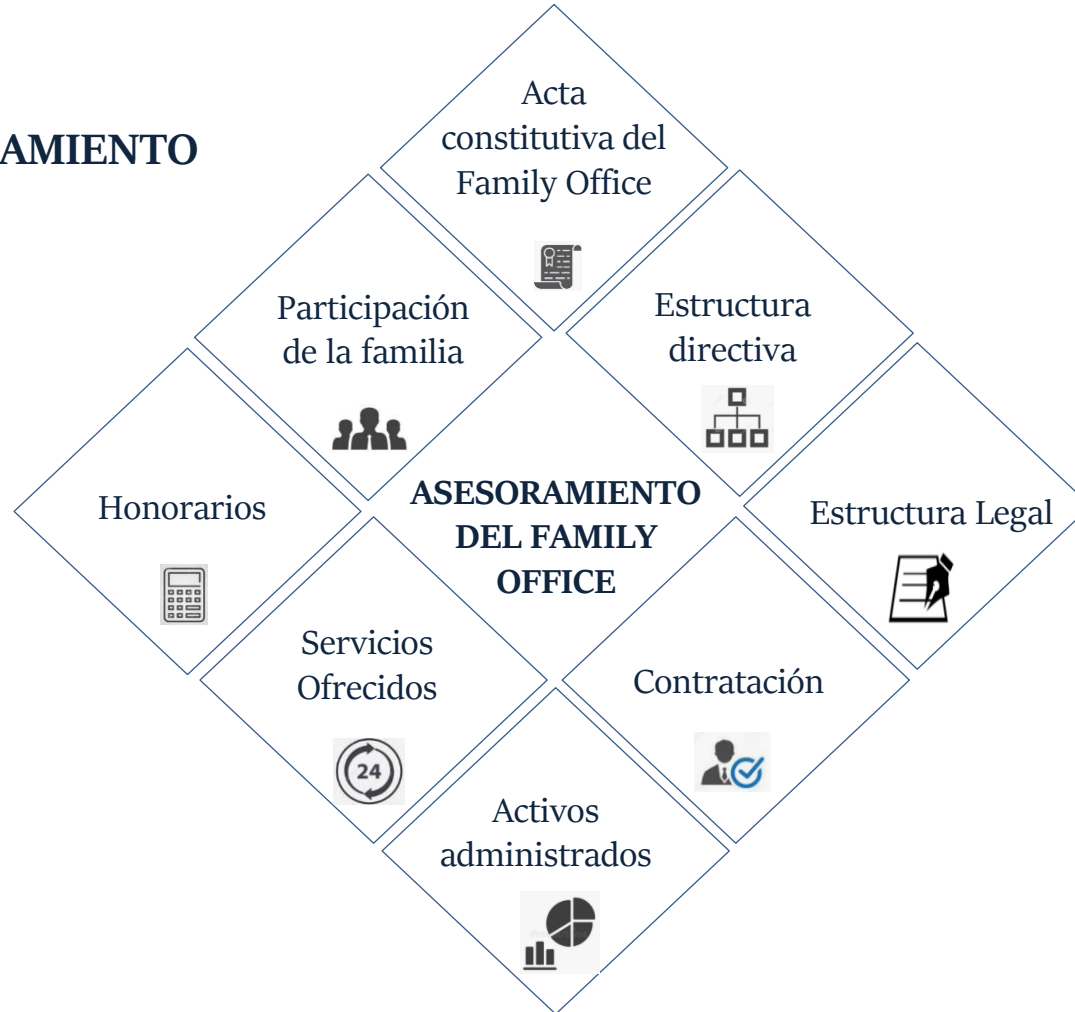 AMIENTO
Acta
constitutiva del
Family Office
Participación
de la familia
Estructura
directiva
Honorarios
ASESORAMIENTO
DEL FAMILY
OFFICE
Estructura Legal
Servicios
Ofrecidos
Contratación
24
Activos
administrados